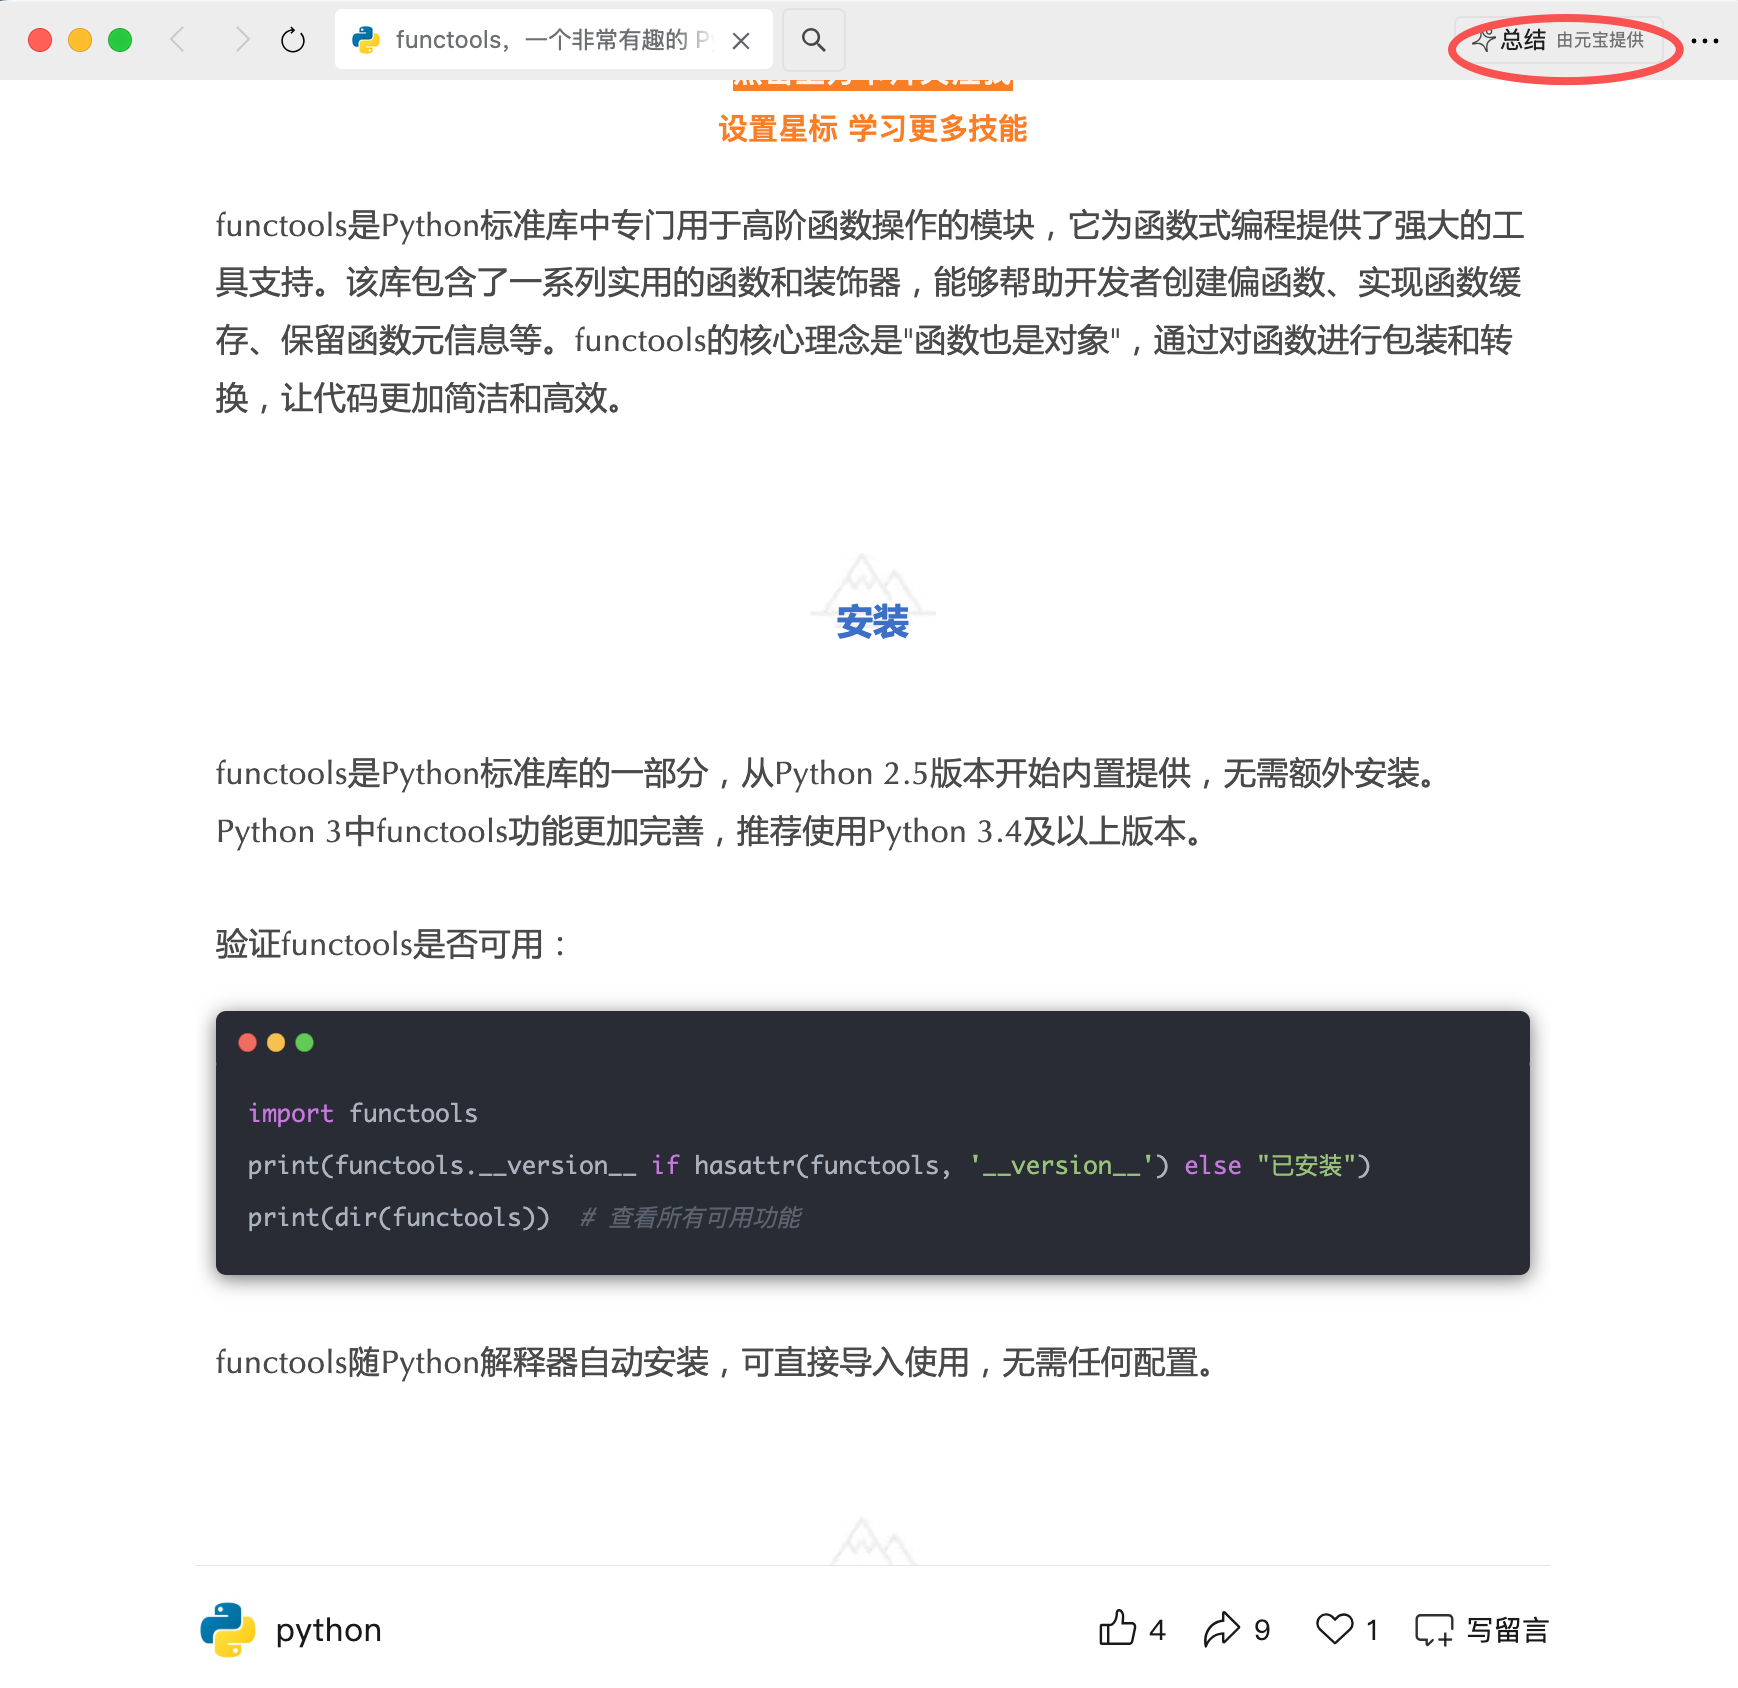 functools，一个非常有趣的 P
总结 由元宝提供
设置星标 学习更多技能
functools是Python标准库中专门用于高阶函数操作的模块，它为函数式编程提供了强大的工
具支持。该库包含了一系列实用的函数和装饰器，能够帮助开发者创建偏函数、实现函数缓
存、保留函数元信息等。functools的核心理念是"函数也是对象"，通过对函数进行包装和转
换，让代码更加简洁和高效。
安装
functools是Python标准库的一部分，从Python 2.5版本开始内置提供，无需额外安装。
Python 3中functools功能更加完善，推荐使用Python 3.4及以上版本。
验证functools是否可用：
import functools
print(functools.__version__ if hasattr(functools, '__version__') else "已安装")
print(dir(functools))  # 查看所有可用功能
functools随Python解释器自动安装，可直接导入使用，无需任何配置。
python 4 9 1 写留言